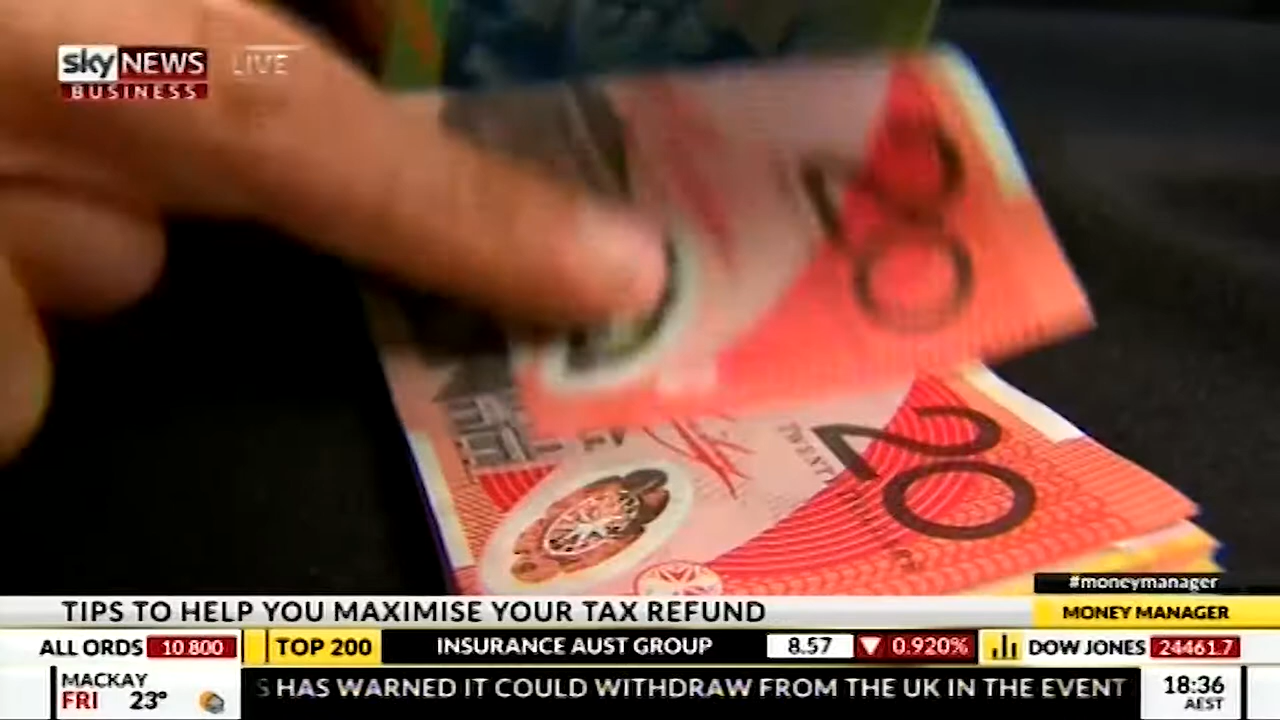 sky NEWS LIVE
BUSINESS
20
TWENTY
20
#moneymanager
TIPS TO HELP YOU MAXIMISE YOUR TAX REFUND
MONEY MANAGER
ALL ORDS 10.800 TOP 200 INSURANCE AUST GROUP 8.57 ▼ 0.920% DOW JONES 24461.7
MACKAY
FRI 23°
S HAS WARNED IT COULD WITHDRAW FROM THE UK IN THE EVENT
18:36
AEST